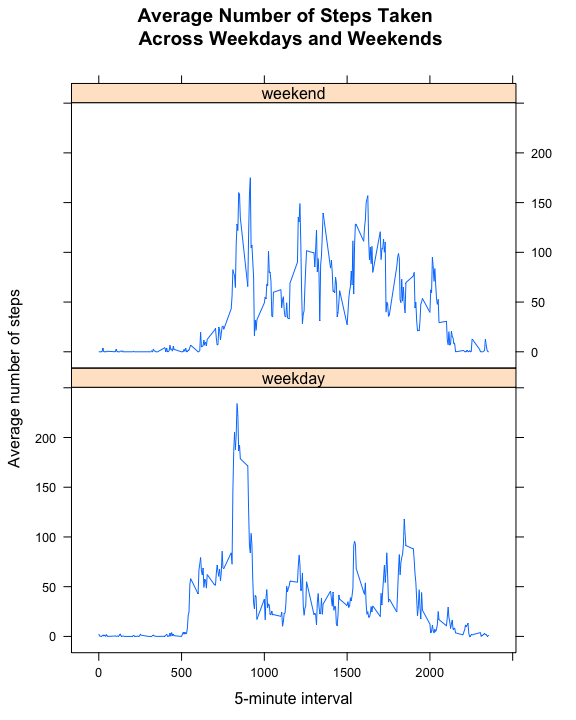 Average Number of Steps Taken
Across Weekdays and Weekends
weekend
200
150
100
50
0
weekday
200
150
100
50
0
Average number of steps
0 500 1000 1500 2000
5-minute interval